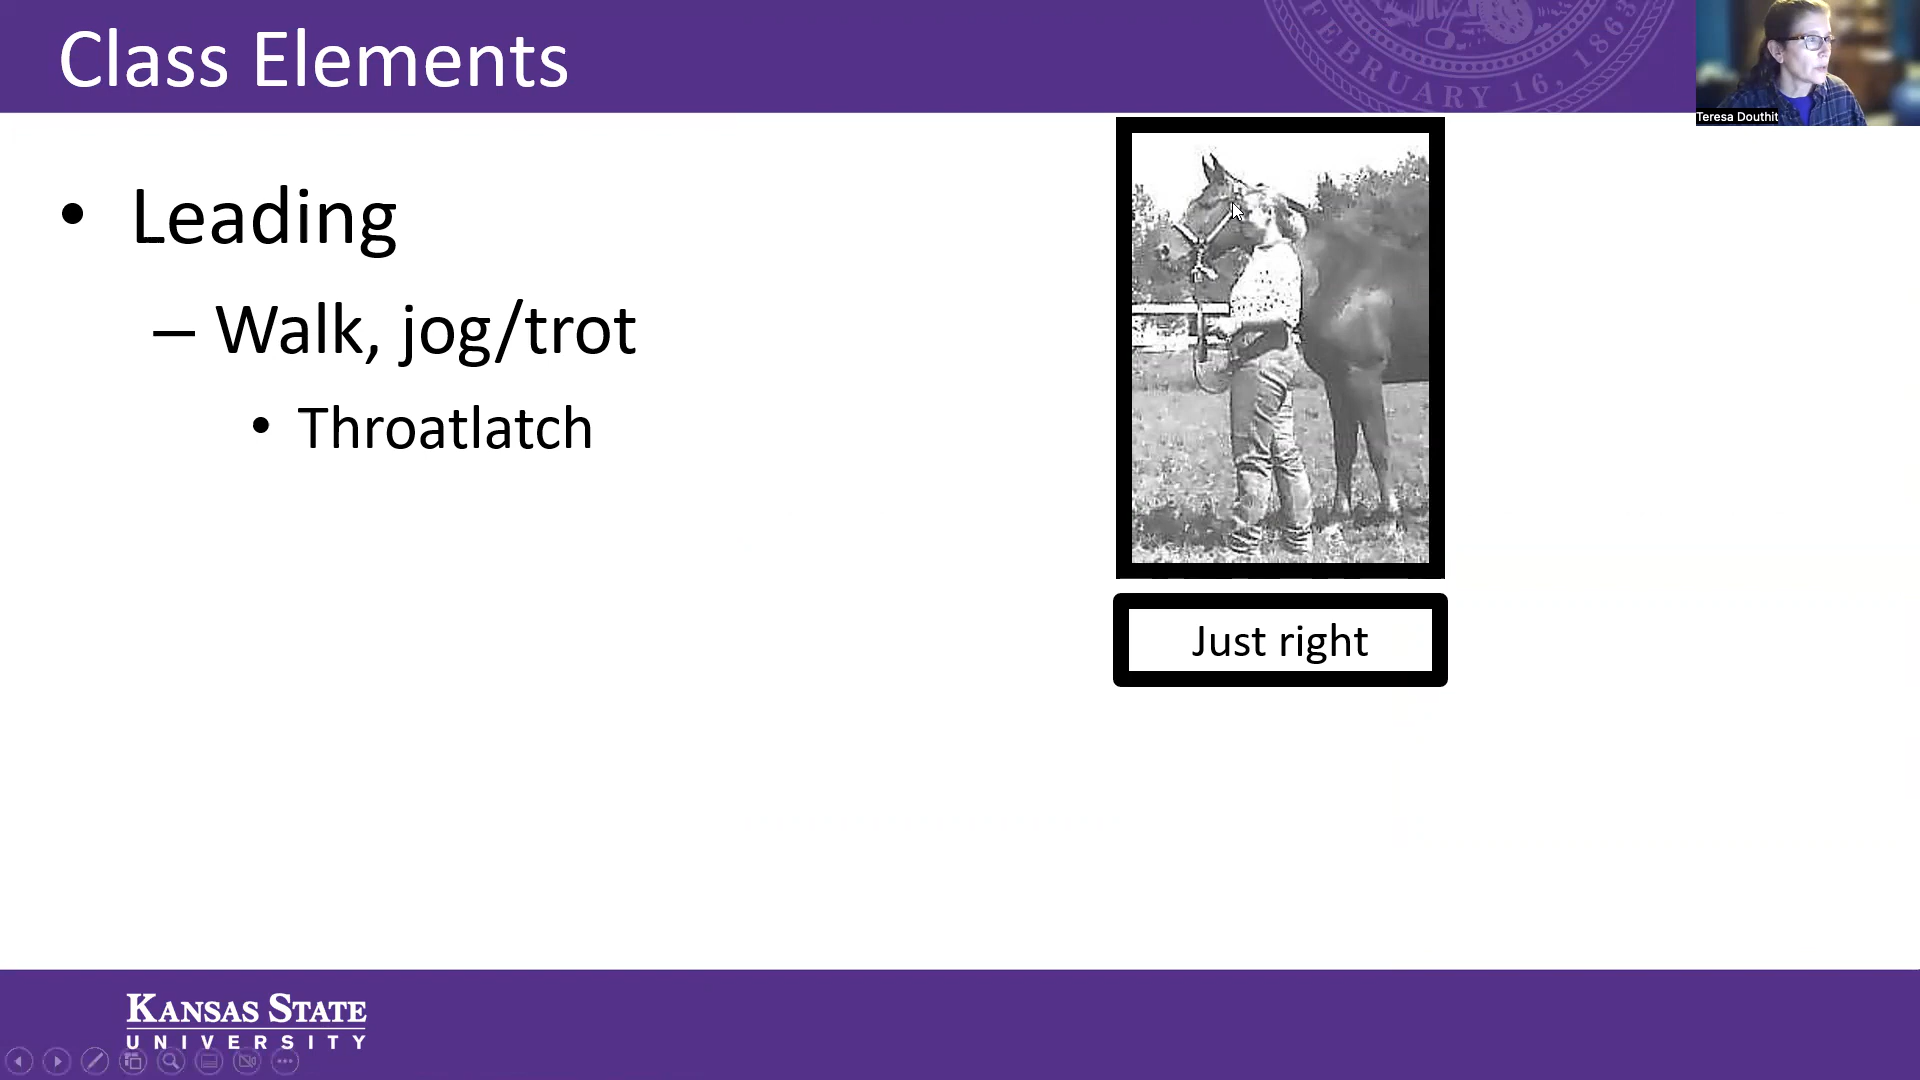 Class Elements
FEBRUARY 16, 1863
Teresa Douthit
• Leading
– Walk, jog/trot
• Throatlatch
Just right
KANSAS STATE
UNIVERSITY